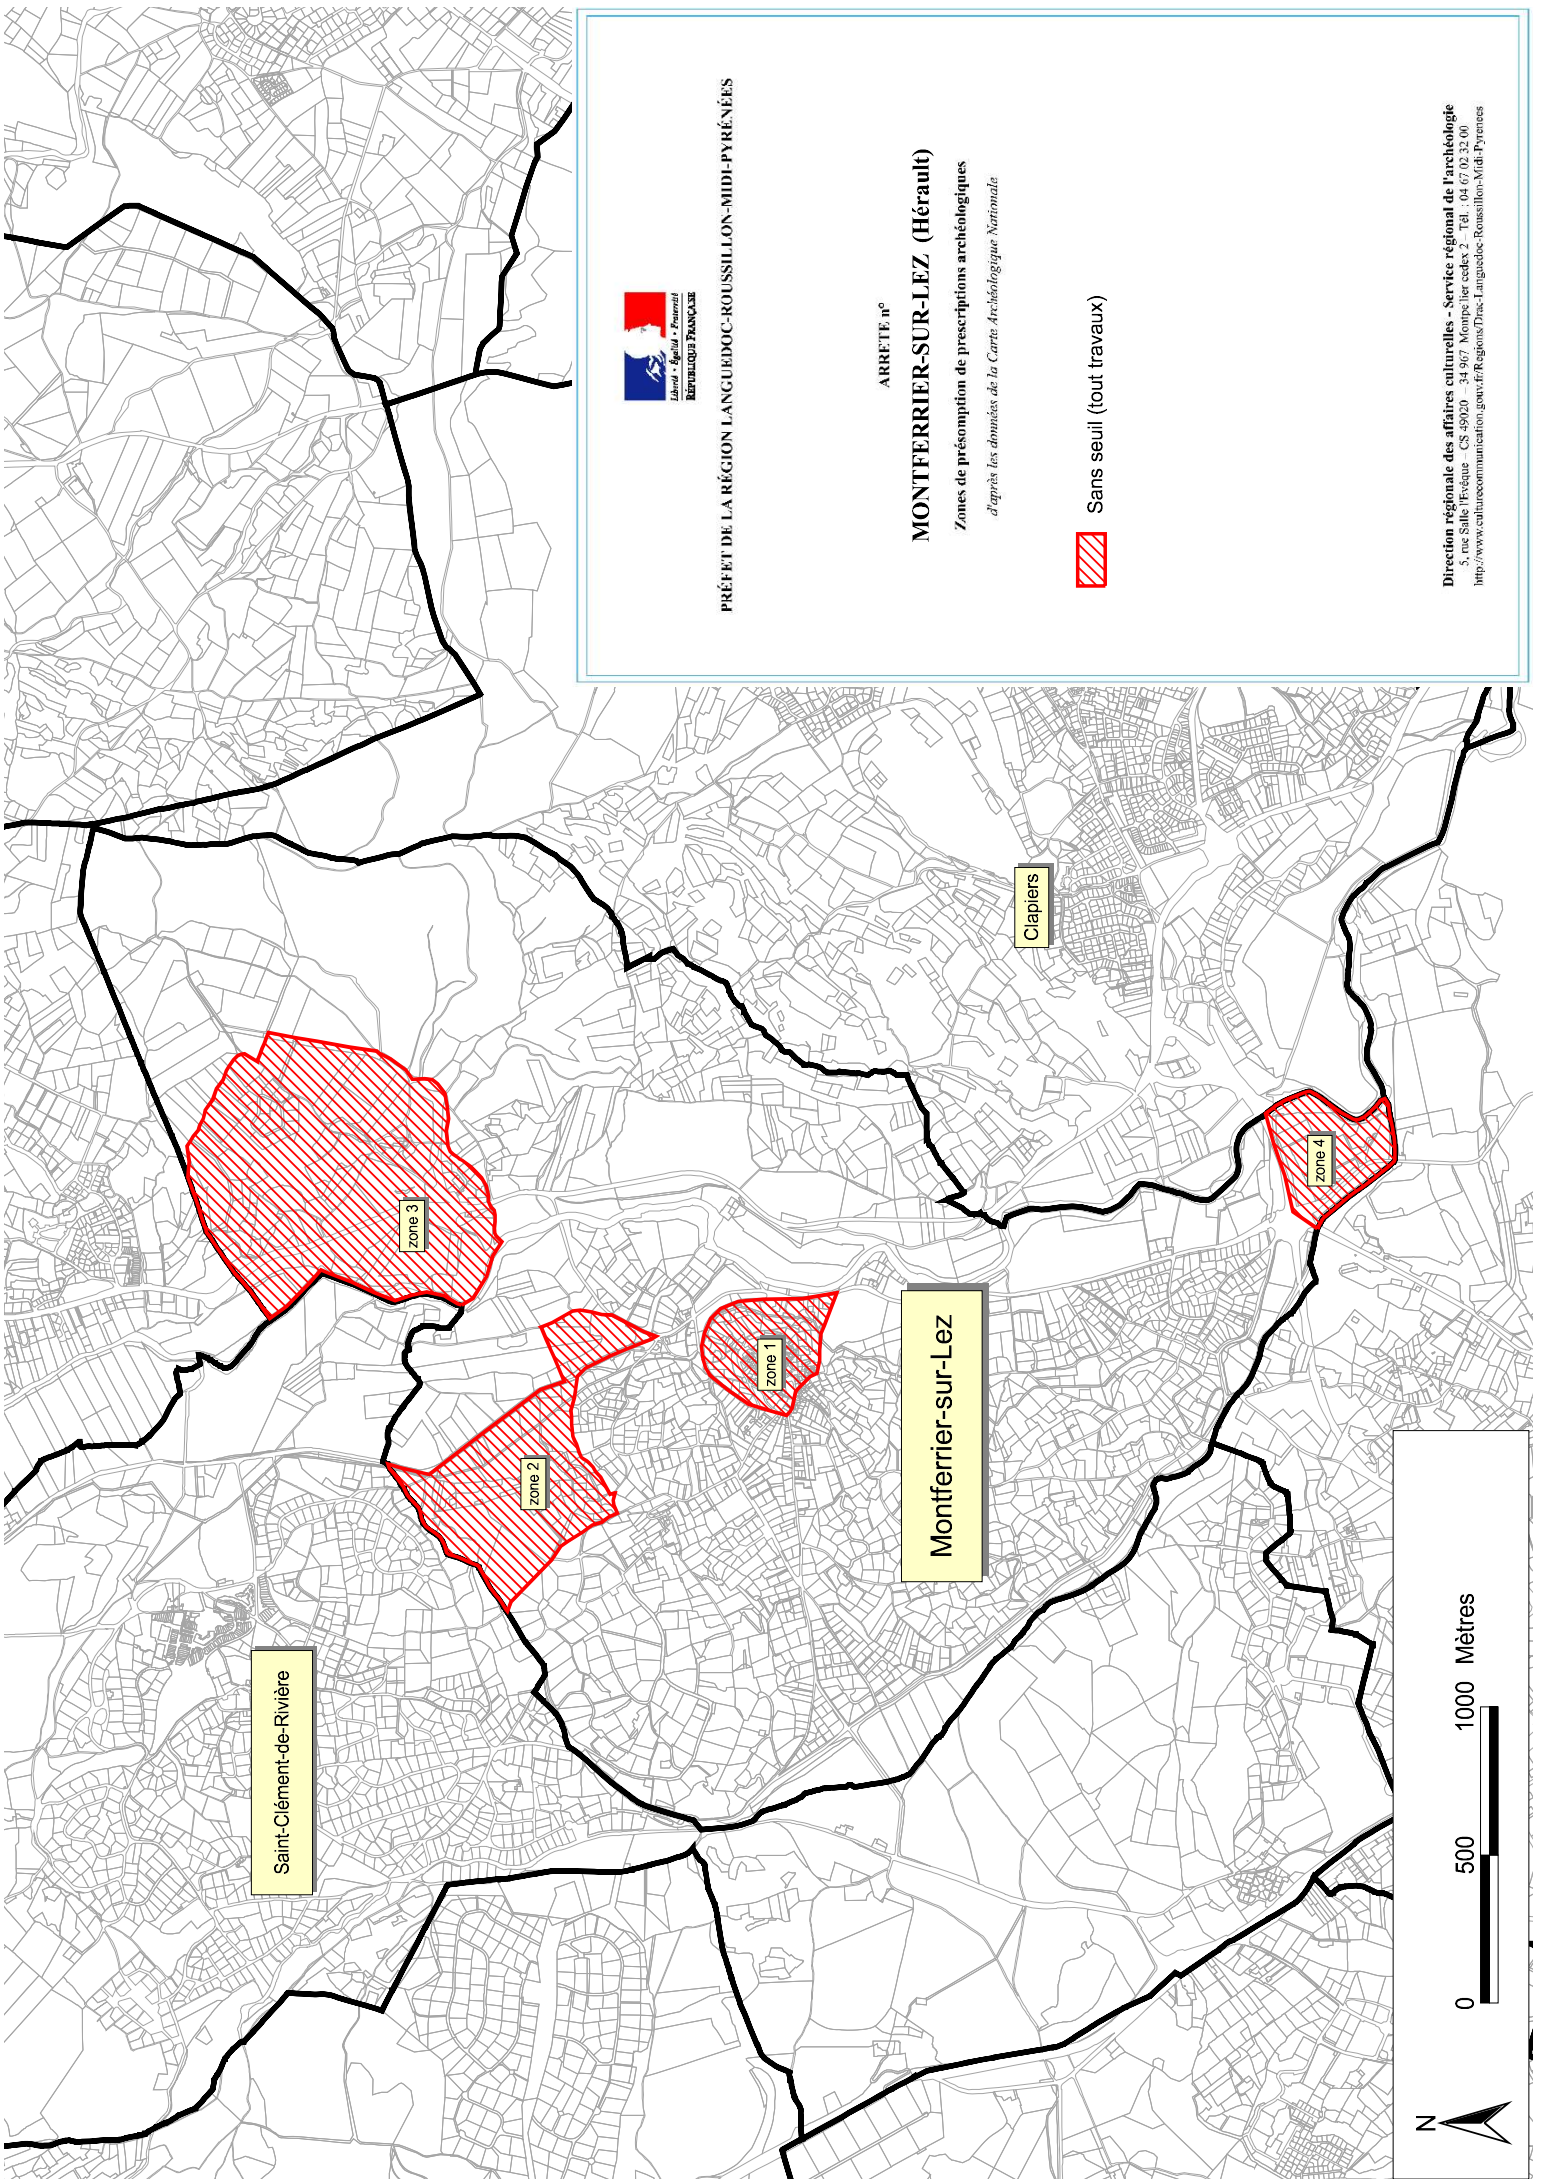 Liberté • Égalité • Fraternité
RÉPUBLIQUE FRANÇAISE
PRÉFET DE LA RÉGION LANGUEDOC-ROUSSILLON-MIDI-PYRÉNÉES
ARRETE n°
MONTFERRIER-SUR-LEZ (Hérault)
Zones de présomption de prescriptions archéologiques
d'après les données de la Carte Archéologique Nationale
Sans seuil (tout travaux)
Direction régionale des affaires culturelles - Service régional de l'archéologie
5, rue Salle l'Evêque – CS 49020 – 34 967 Montpellier cedex 2 – Tél. : 04 67 02 32 00
http://www.culturecommunication.gouv.fr/Regions/Drac-Languedoc-Roussillon-Midi-Pyrenees
Saint-Clément-de-Rivière
zone 3
zone 2
zone 1
Montferrier-sur-Lez
Clapiers
zone 4
N
0 500 1000 Mètres